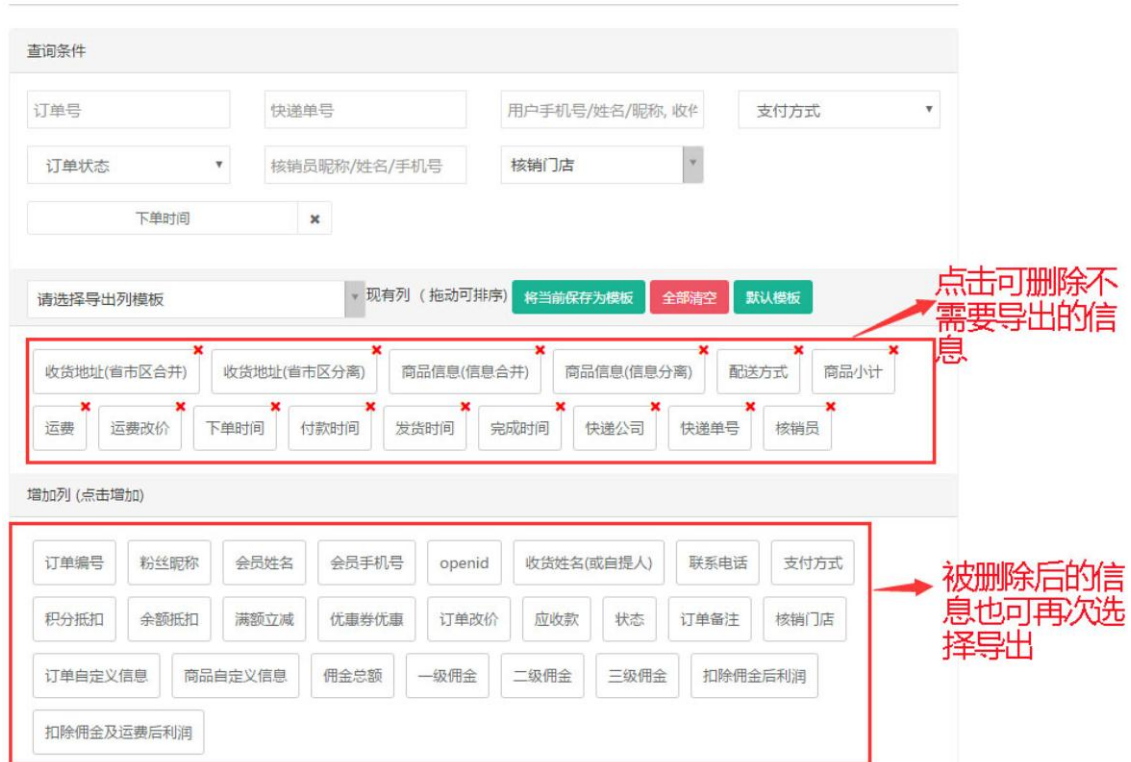 查询条件
订单号
快递单号
用户手机号/姓名/昵称, 收件
支付方式
订单状态
核销员昵称/姓名/手机号
核销门店
下单时间
请选择导出列模板
现有列 ( 拖动可排序)
将当前保存为模板
全部清空
默认模板
点击可删除不
需要导出的信
息
收货地址(省市区合并)
收货地址(省市区分离)
商品信息(信息合并)
商品信息(信息分离)
配送方式
商品小计
运费
运费改价
下单时间
付款时间
发货时间
完成时间
快递公司
快递单号
核销员
增加列 (点击增加)
订单编号
粉丝昵称
会员姓名
会员手机号
openid
收货姓名(或自提人)
联系电话
支付方式
积分抵扣
余额抵扣
满额立减
优惠券优惠
订单改价
应收款
状态
订单备注
核销门店
订单自定义信息
商品自定义信息
佣金总额
一级佣金
二级佣金
三级佣金
扣除佣金后利润
扣除佣金及运费后利润
被删除后的信
息也可再次选
择导出